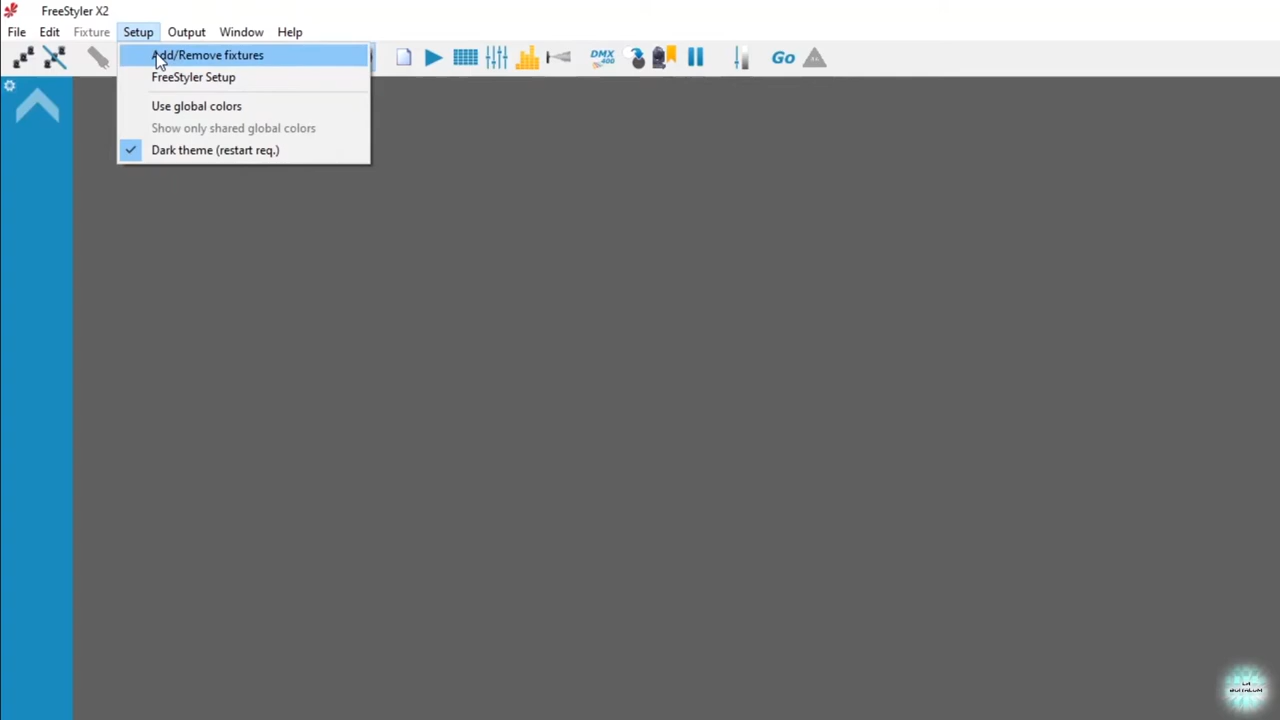 FreeStyler X2
File Edit Fixture Setup Output Window Help
DMX
400
Go
Add/Remove fixtures
FreeStyler Setup
Use global colors
Show only shared global colors
Dark theme (restart req.)